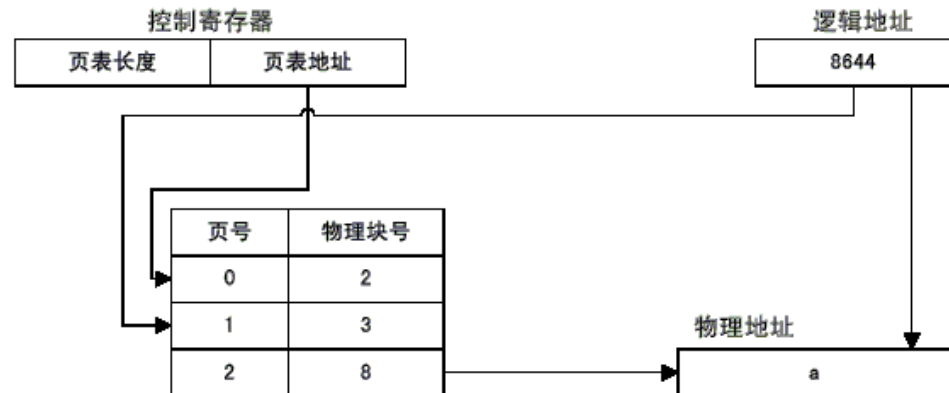 控制寄存器 逻辑地址
页表长度 页表地址 8644
页号 物理块号
0 2
1 3
物理地址
2 8 a